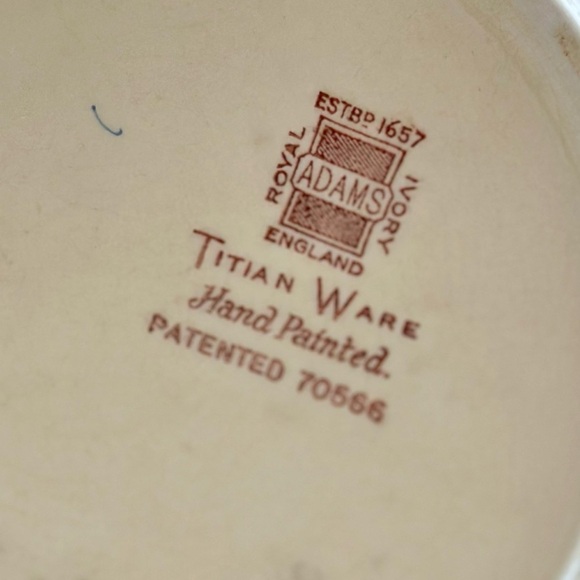 ESTBD 1657
ROYAL
ADAMS
IVORY
ENGLAND
TITIAN WARE
Hand Painted.
PATENTED 70566